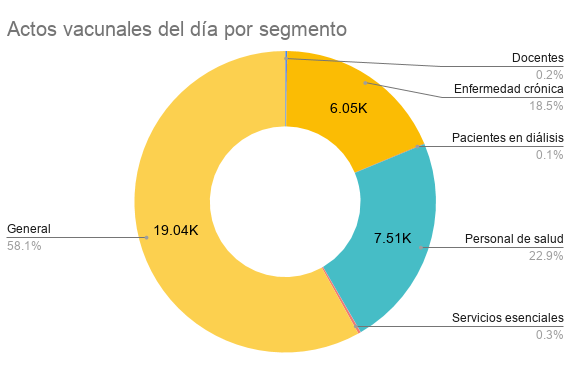 Actos vacunales del día por segmento
Docentes
0.2%
Enfermedad crónica
18.5%
6.05K
Pacientes en diálisis
0.1%
General
58.1%
19.04K
7.51K
Personal de salud
22.9%
Servicios esenciales
0.3%